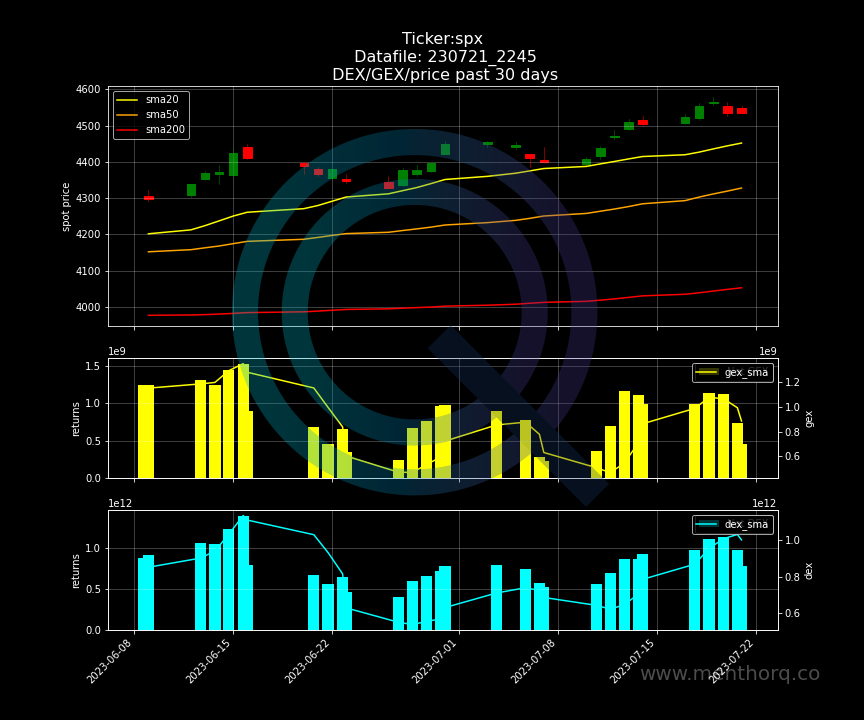 Ticker:spx
Datafile: 230721_2245
DEX/GEX/price past 30 days
4600
4500
4400
4300
4200
4100
4000
spot price
sma20
sma50
sma200
1e9
1e9
1.5
1.0
0.5
0.0
returns
gex_sma
1.2
1.0
0.8
0.6
gex
1e12
1e12
1.0
0.5
0.0
returns
dex_sma
1.0
0.8
0.6
dex
2023-06-08
2023-06-15
2023-06-22
2023-07-01
2023-07-08
2023-07-15
2023-07-22
www.menthorq.co